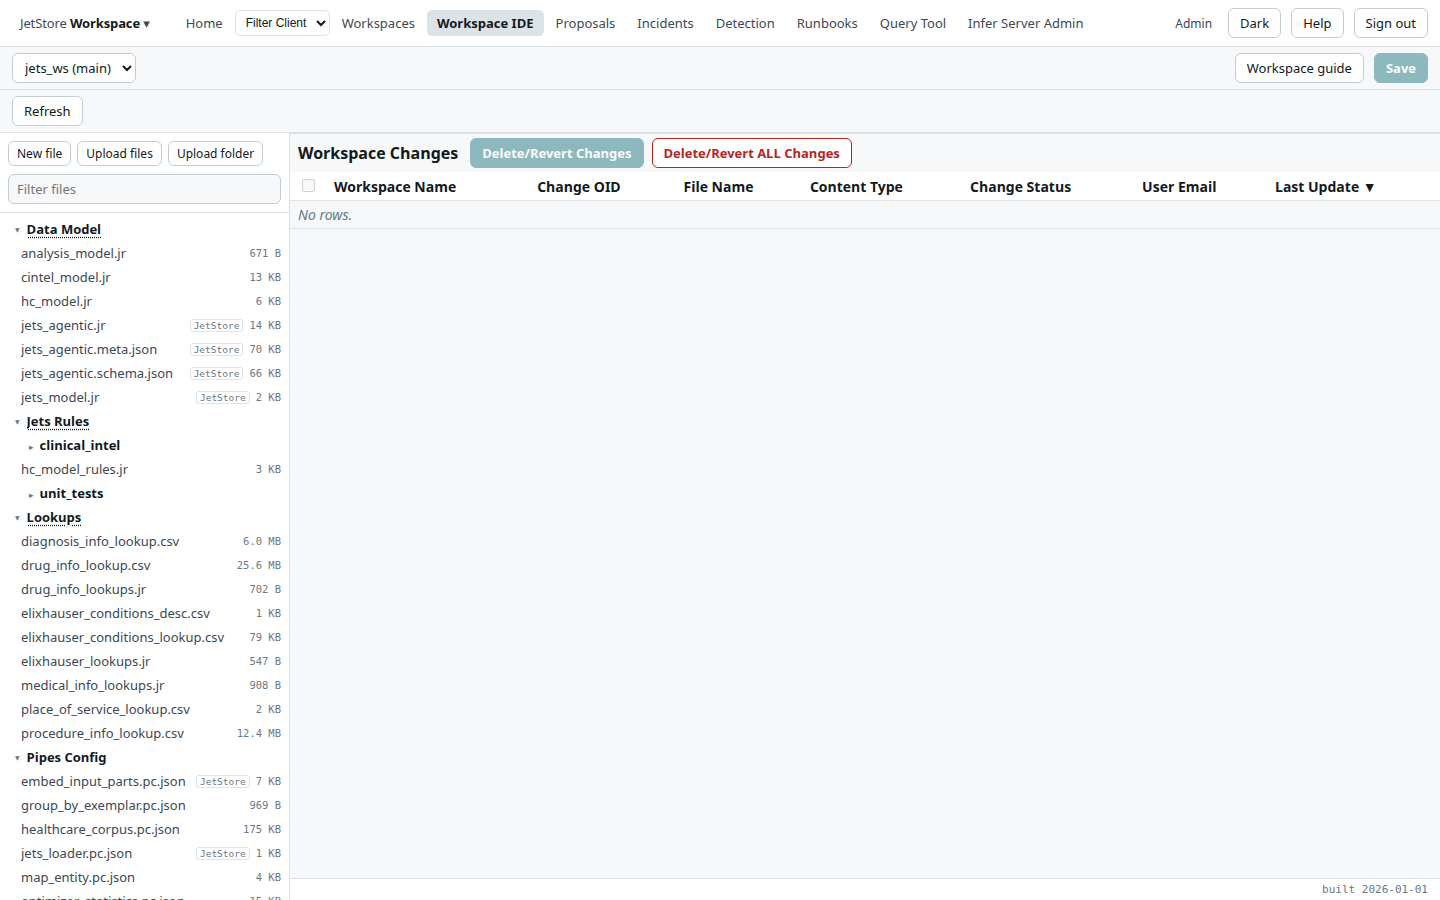 JetStore Workspace ▾ Home Filter Client Workspaces Workspace IDE Proposals Incidents Detection Runbooks Query Tool Infer Server Admin Admin Dark Help Sign out
jets_ws (main) Workspace guide Save
Refresh
New file Upload files Upload folder
Filter files
Workspace Changes Delete/Revert Changes Delete/Revert ALL Changes
Workspace Name Change OID File Name Content Type Change Status User Email Last Update ▼
No rows.
▾ Data Model
analysis_model.jr 671 B
cintel_model.jr 13 KB
hc_model.jr 6 KB
jets_agentic.jr JetStore 14 KB
jets_agentic.meta.json JetStore 70 KB
jets_agentic.schema.json JetStore 66 KB
jets_model.jr JetStore 2 KB
▾ Jets Rules
▸ clinical_intel
hc_model_rules.jr 3 KB
▸ unit_tests
▾ Lookups
diagnosis_info_lookup.csv 6.0 MB
drug_info_lookup.csv 25.6 MB
drug_info_lookups.jr 702 B
elixhauser_conditions_desc.csv 1 KB
elixhauser_conditions_lookup.csv 79 KB
elixhauser_lookups.jr 547 B
medical_info_lookups.jr 908 B
place_of_service_lookup.csv 2 KB
procedure_info_lookup.csv 12.4 MB
▾ Pipes Config
embed_input_parts.pc.json JetStore 7 KB
group_by_exemplar.pc.json 969 B
healthcare_corpus.pc.json 175 KB
jets_loader.pc.json JetStore 1 KB
map_entity.pc.json 4 KB
built 2026-01-01